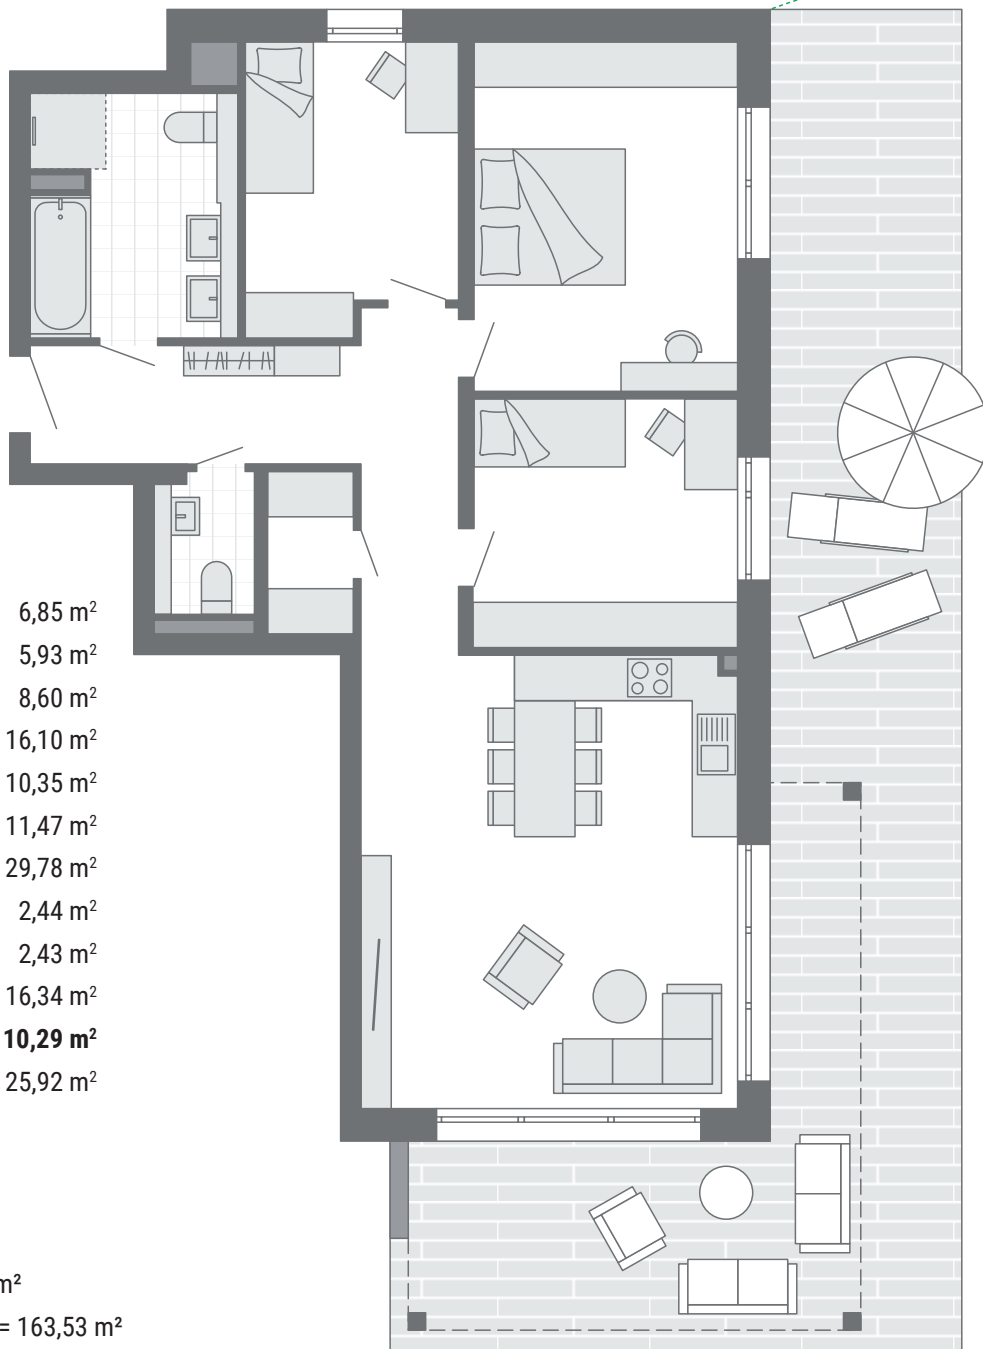 6,85 m²
5,93 m²
8,60 m²
16,10 m²
10,35 m²
11,47 m²
29,78 m²
2,44 m²
2,43 m²
16,34 m²
10,29 m²
25,92 m²
m²
= 163,53 m²